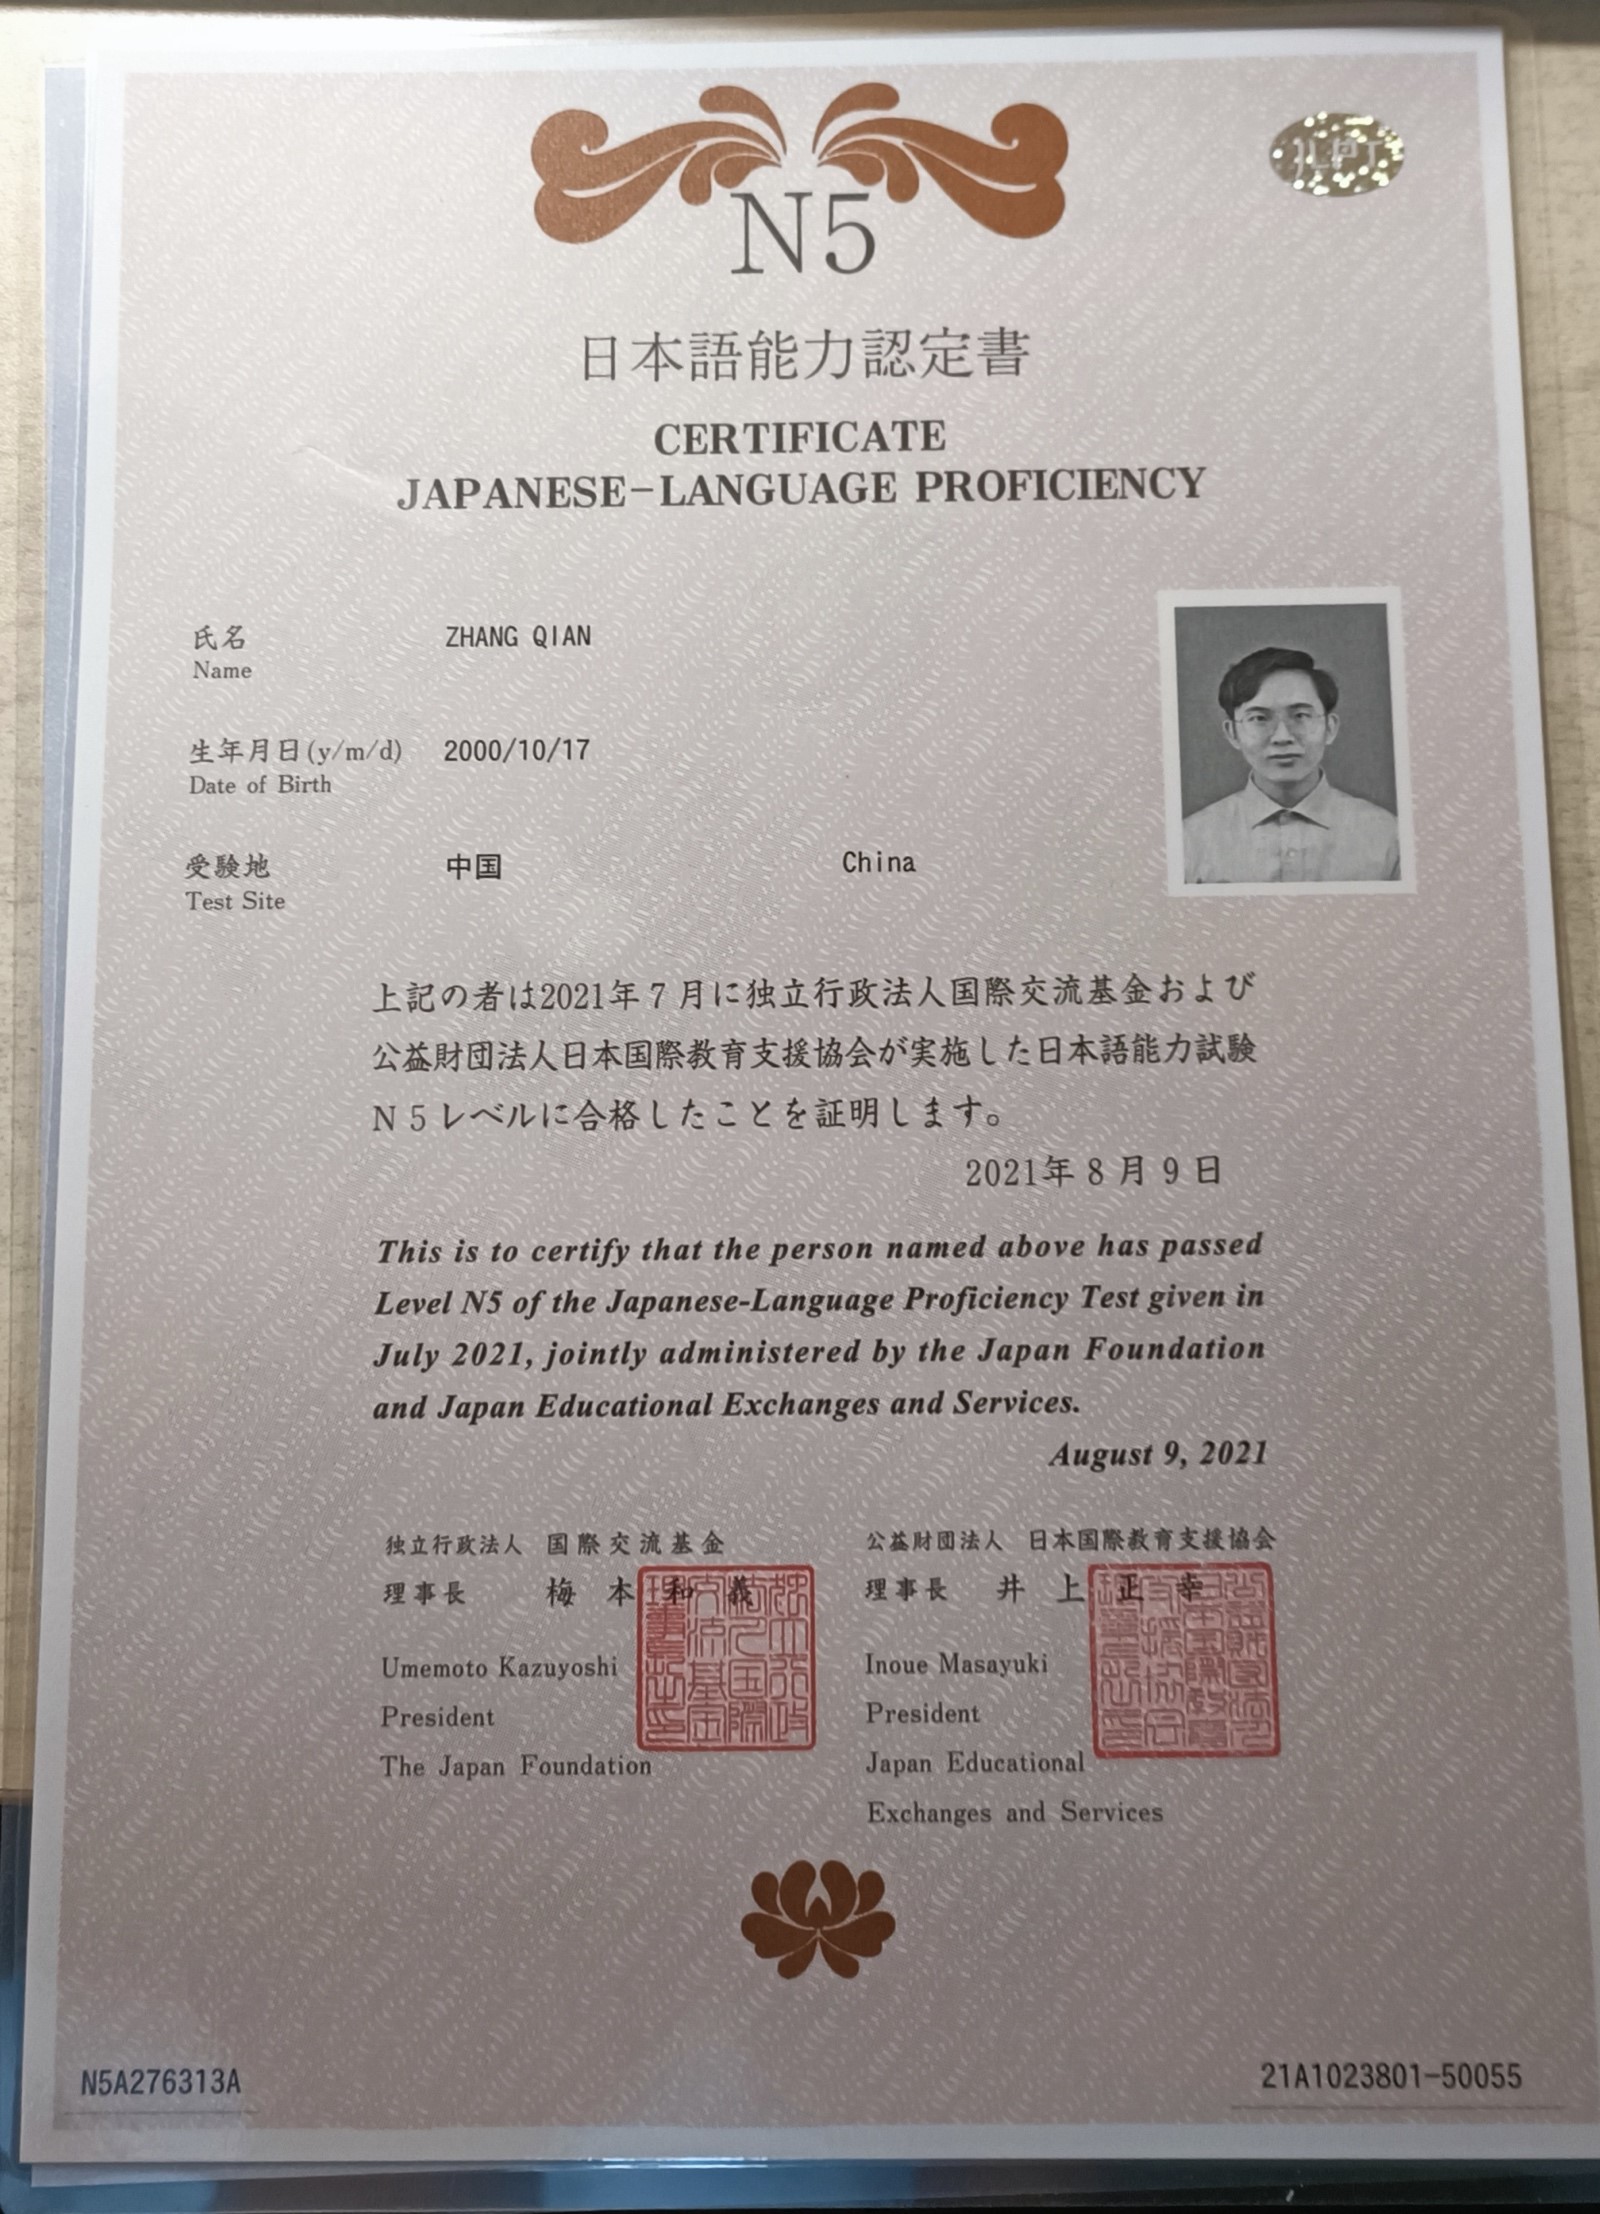 JLPT
N5
日本語能力認定書
CERTIFICATE
JAPANESE-LANGUAGE PROFICIENCY
氏名 ZHANG QIAN
Name
生年月日(y/m/d) 2000/10/17
Date of Birth
受験地 中国 China
Test Site
上記の者は2021年7月に独立行政法人国際交流基金および
公益財団法人日本国際教育支援協会が実施した日本語能力試験
N5レベルに合格したことを証明します。
2021年8月9日
This is to certify that the person named above has passed
Level N5 of the Japanese-Language Proficiency Test given in
July 2021, jointly administered by the Japan Foundation
and Japan Educational Exchanges and Services.
August 9, 2021
独立行政法人 国際交流基金
理事長 梅本和義
Umemoto Kazuyoshi
President
The Japan Foundation
公益財団法人 日本国際教育支援協会
理事長 井上正幸
Inoue Masayuki
President
Japan Educational
Exchanges and Services
N5A276313A
21A1023801-50055